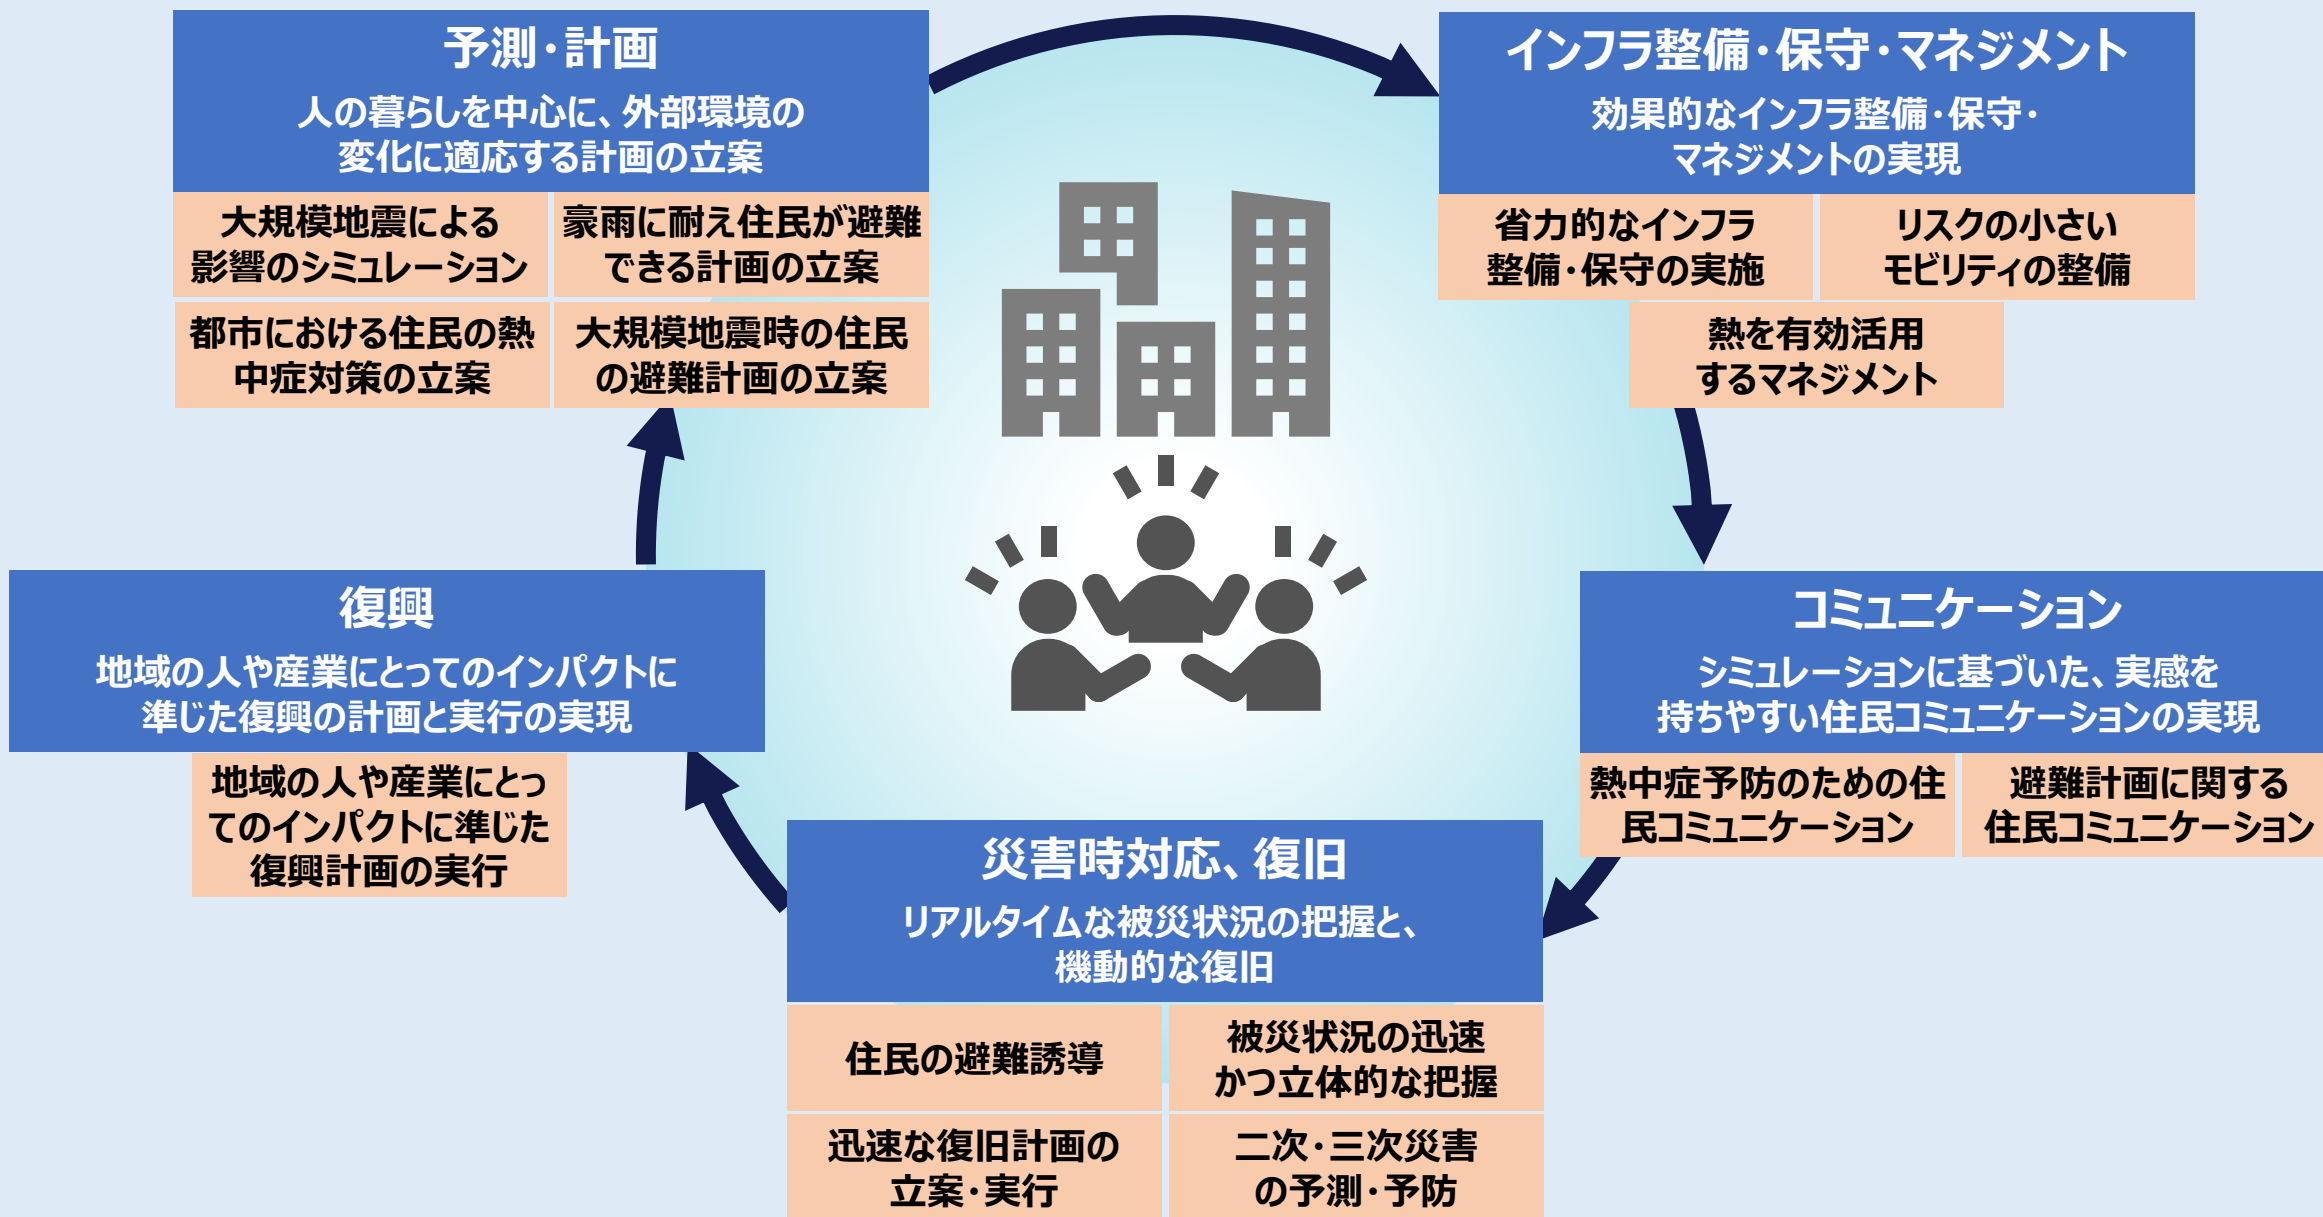 予測・計画
人の暮らしを中心に、外部環境の
変化に適応する計画の立案
大規模地震による
影響のシミュレーション
豪雨に耐え住民が避難
できる計画の立案
都市における住民の熱
中症対策の立案
大規模地震時の住民
の避難計画の立案
インフラ整備・保守・マネジメント
効果的なインフラ整備・保守・
マネジメントの実現
省力的なインフラ
整備・保守の実施
リスクの小さい
モビリティの整備
熱を有効活用
するマネジメント
コミュニケーション
シミュレーションに基づいた、実感を
持ちやすい住民コミュニケーションの実現
熱中症予防のための住
民コミュニケーション
避難計画に関する
住民コミュニケーション
災害時対応、復旧
リアルタイムな被災状況の把握と、
機動的な復旧
住民の避難誘導
被災状況の迅速
かつ立体的な把握
迅速な復旧計画の
立案・実行
二次・三次災害
の予測・予防
復興
地域の人や産業にとってのインパクトに
準じた復興の計画と実行の実現
地域の人や産業にとっ
てのインパクトに準じた
復興計画の実行